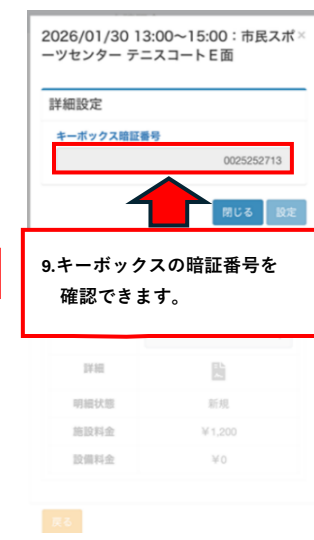 2026/01/30 13:00~15:00：市民スポ×
ーツセンター テニスコートＥ面
詳細設定
キーボックス暗証番号
0025252713
閉じる 設定
9.キーボックスの暗証番号を
確認できます。
詳細
明細状態 新規
施設料金 ￥1,200
設備料金 ￥0
戻る